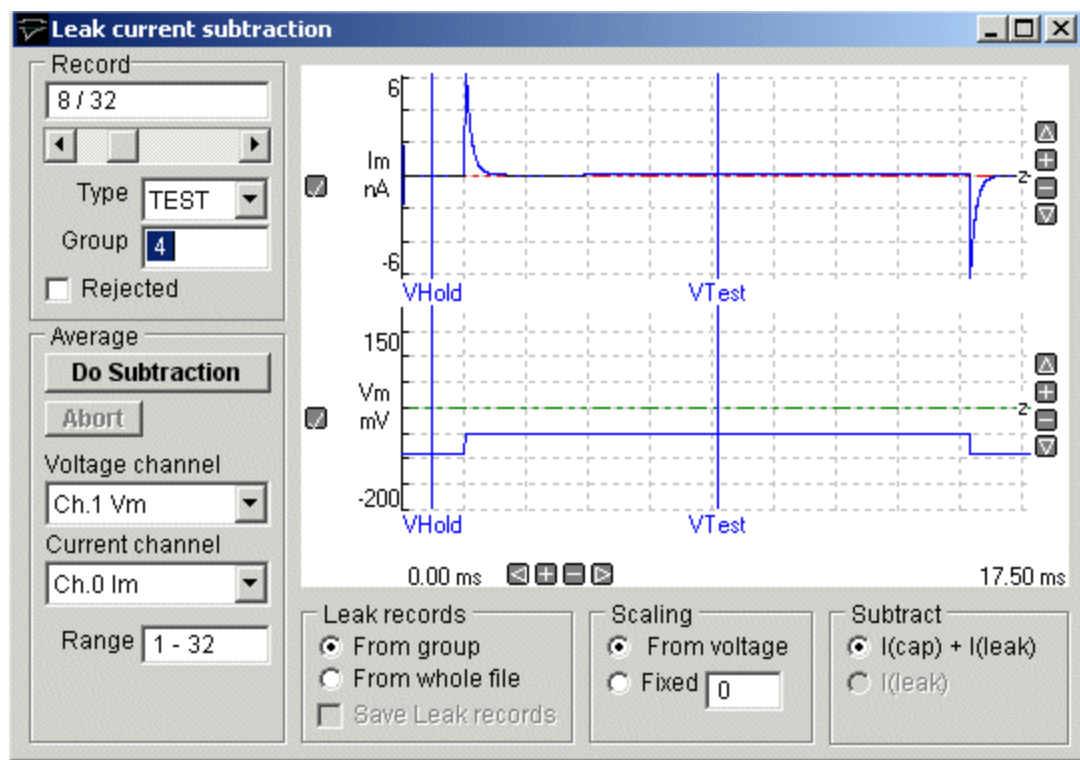 Leak current subtraction
Record
8 / 32
Type TEST
Group 4
Rejected
Average
Do Subtraction
Abort
Voltage channel
Ch.1 Vm
Current channel
Ch.0 Im
Range 1 - 32
6
Im
nA
-6
z
VHold VTest
150
Vm
mV
-200
z
VHold VTest
0.00 ms 17.50 ms
Leak records
From group
From whole file
Save Leak records
Scaling
From voltage
Fixed 0
Subtract
I(cap) + I(leak)
I(leak)